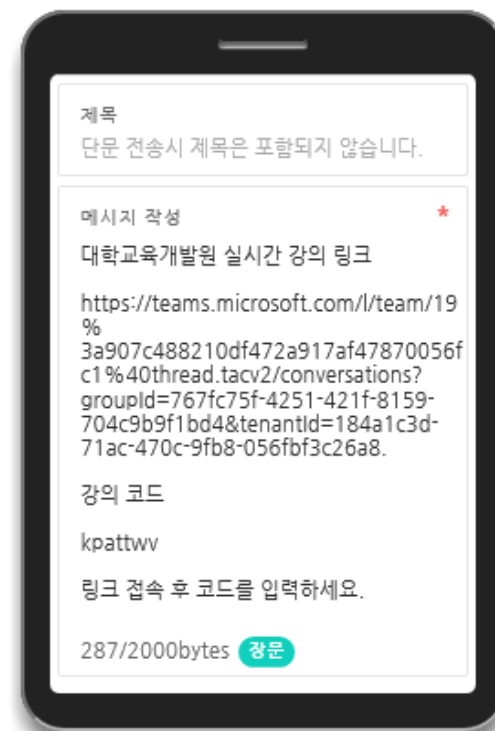 제목
단문 전송시 제목은 포함되지 않습니다.
메시지 작성 *
대학교육개발원 실시간 강의 링크
https://teams.microsoft.com/l/team/19
%
3a907c488210df472a917af47870056f
c1%40thread.tacv2/conversations?
groupId=767fc75f-4251-421f-8159-
704c9b9f1bd4&tenantId=184a1c3d-
71ac-470c-9fb8-056fbf3c26a8.
강의 코드
kpattwv
링크 접속 후 코드를 입력하세요.
287/2000bytes 장문